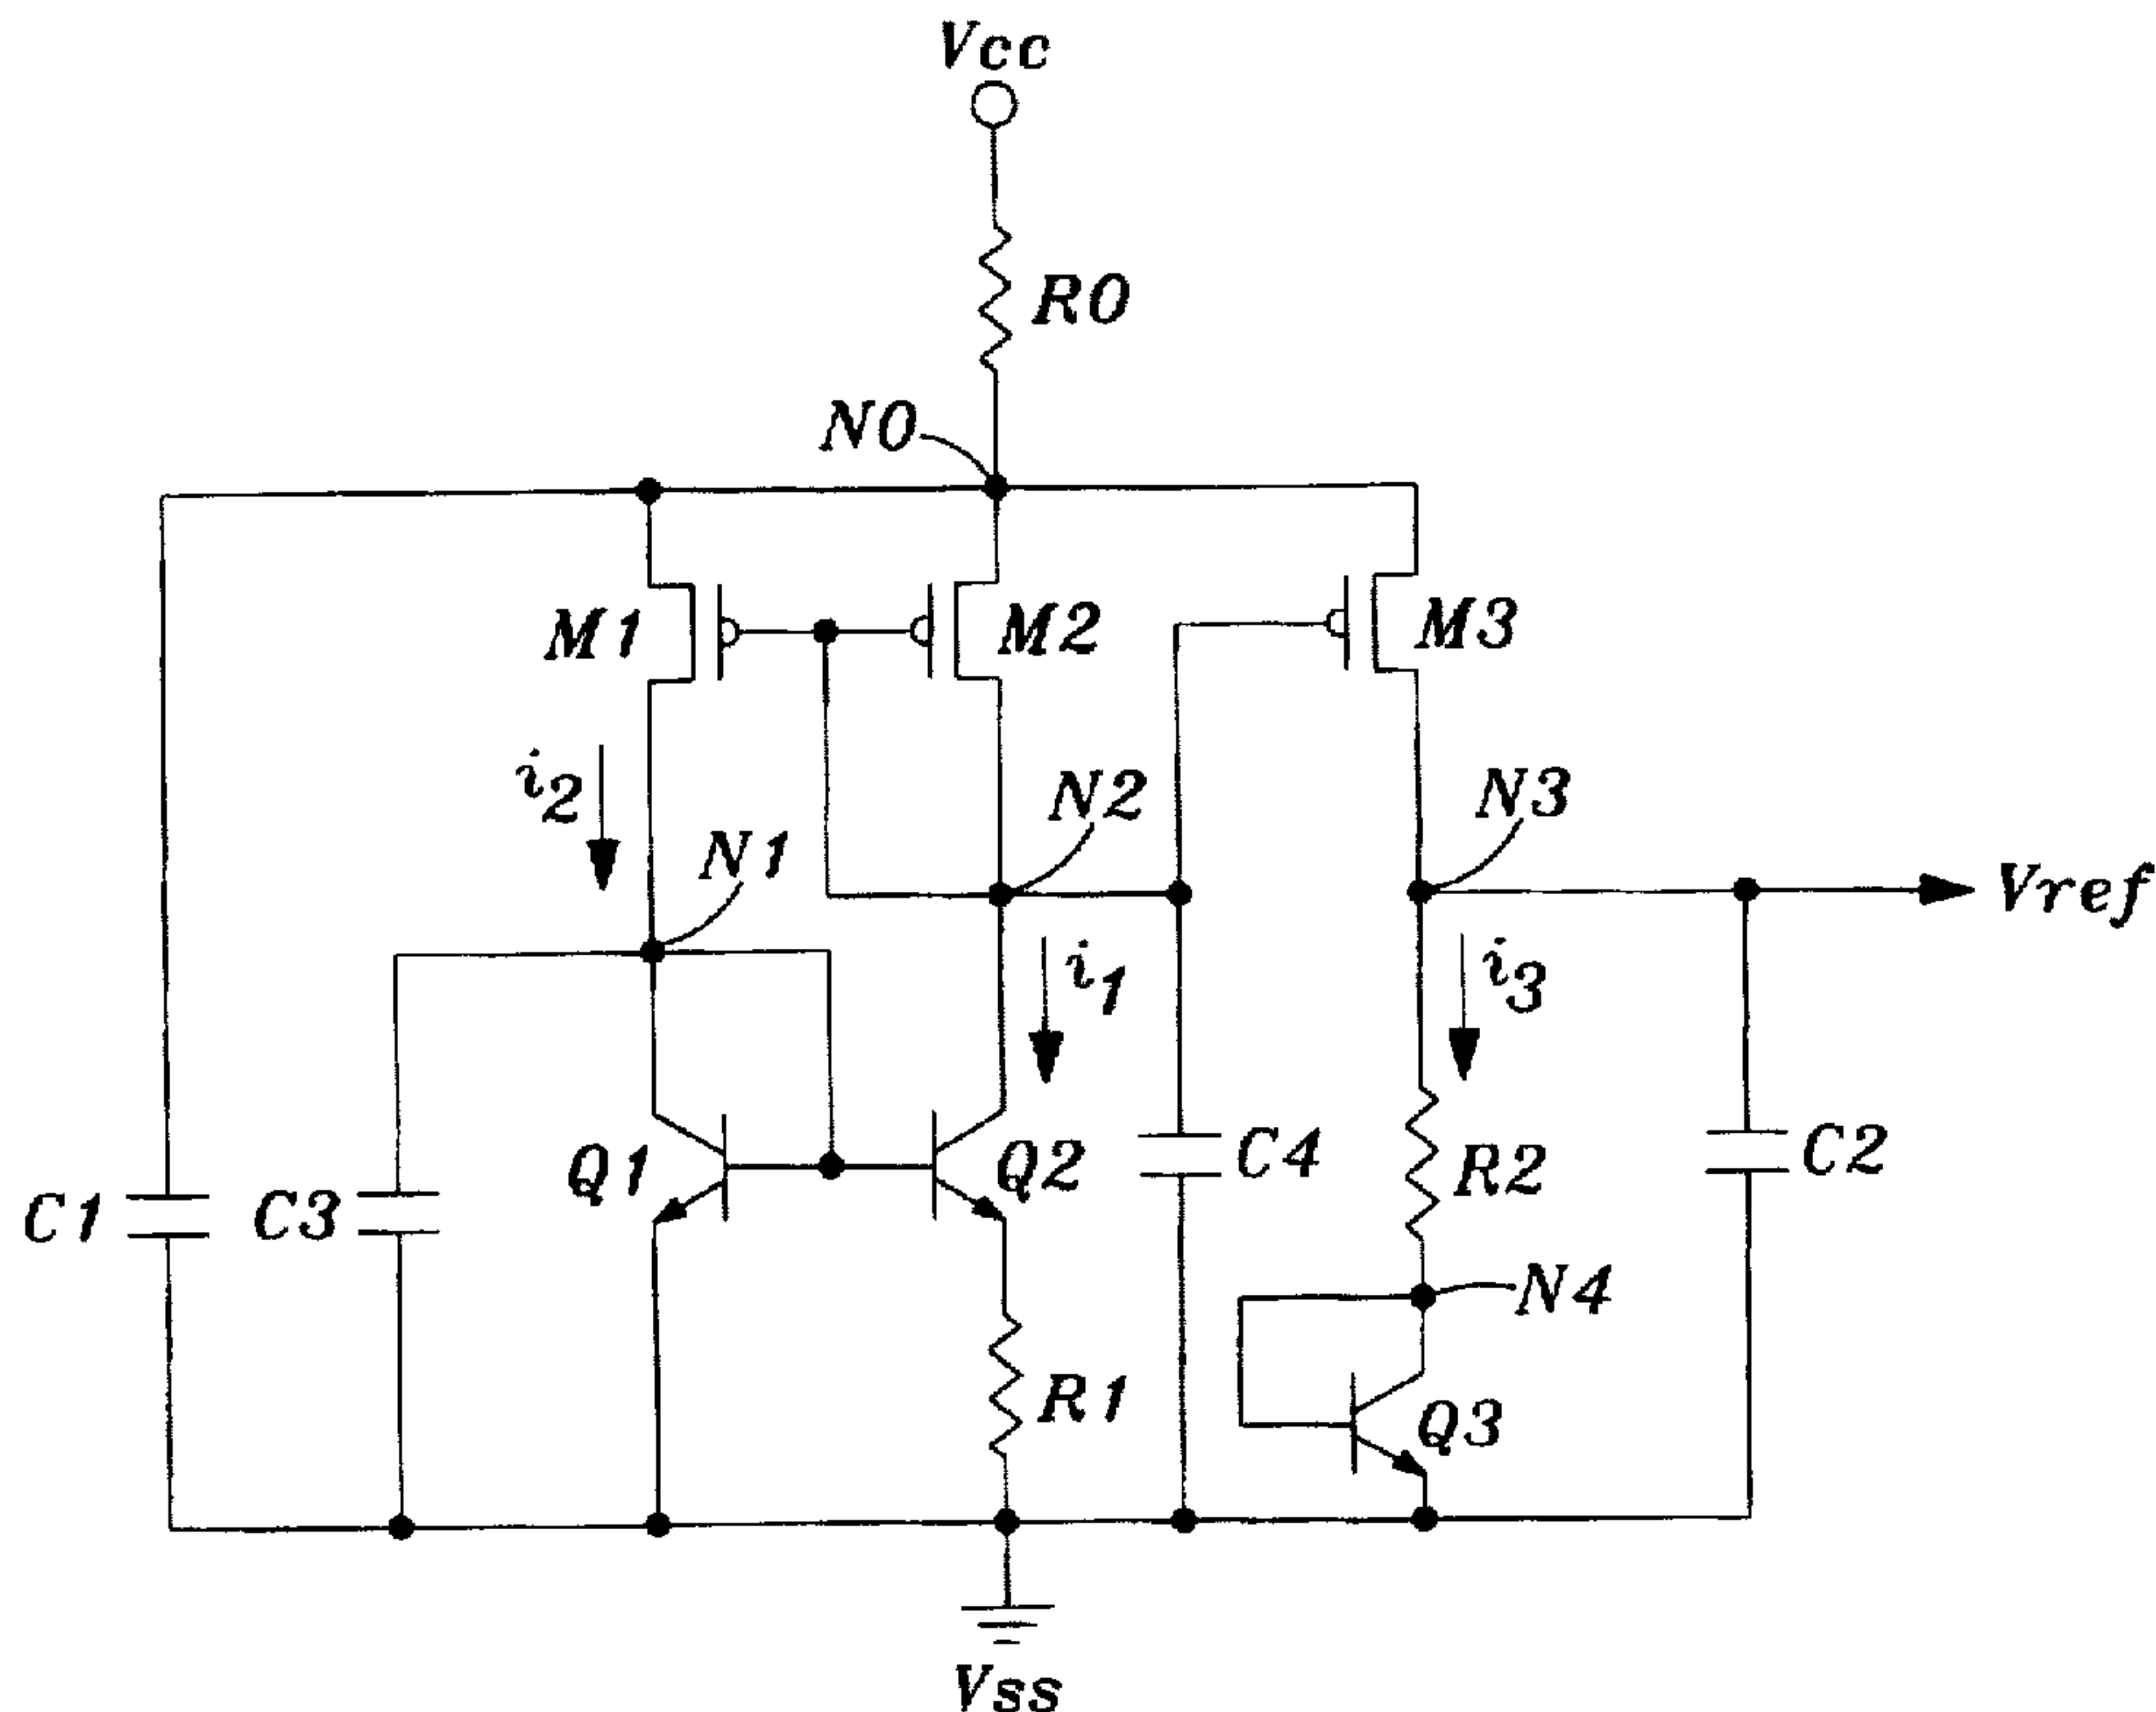 Vcc
R0
N0
M1
M2
M3
i2
N1
N2
N3
Vref
i1
i3
C1
C3
Q1
Q2
C4
R2
C2
N4
R1
Q3
Vss